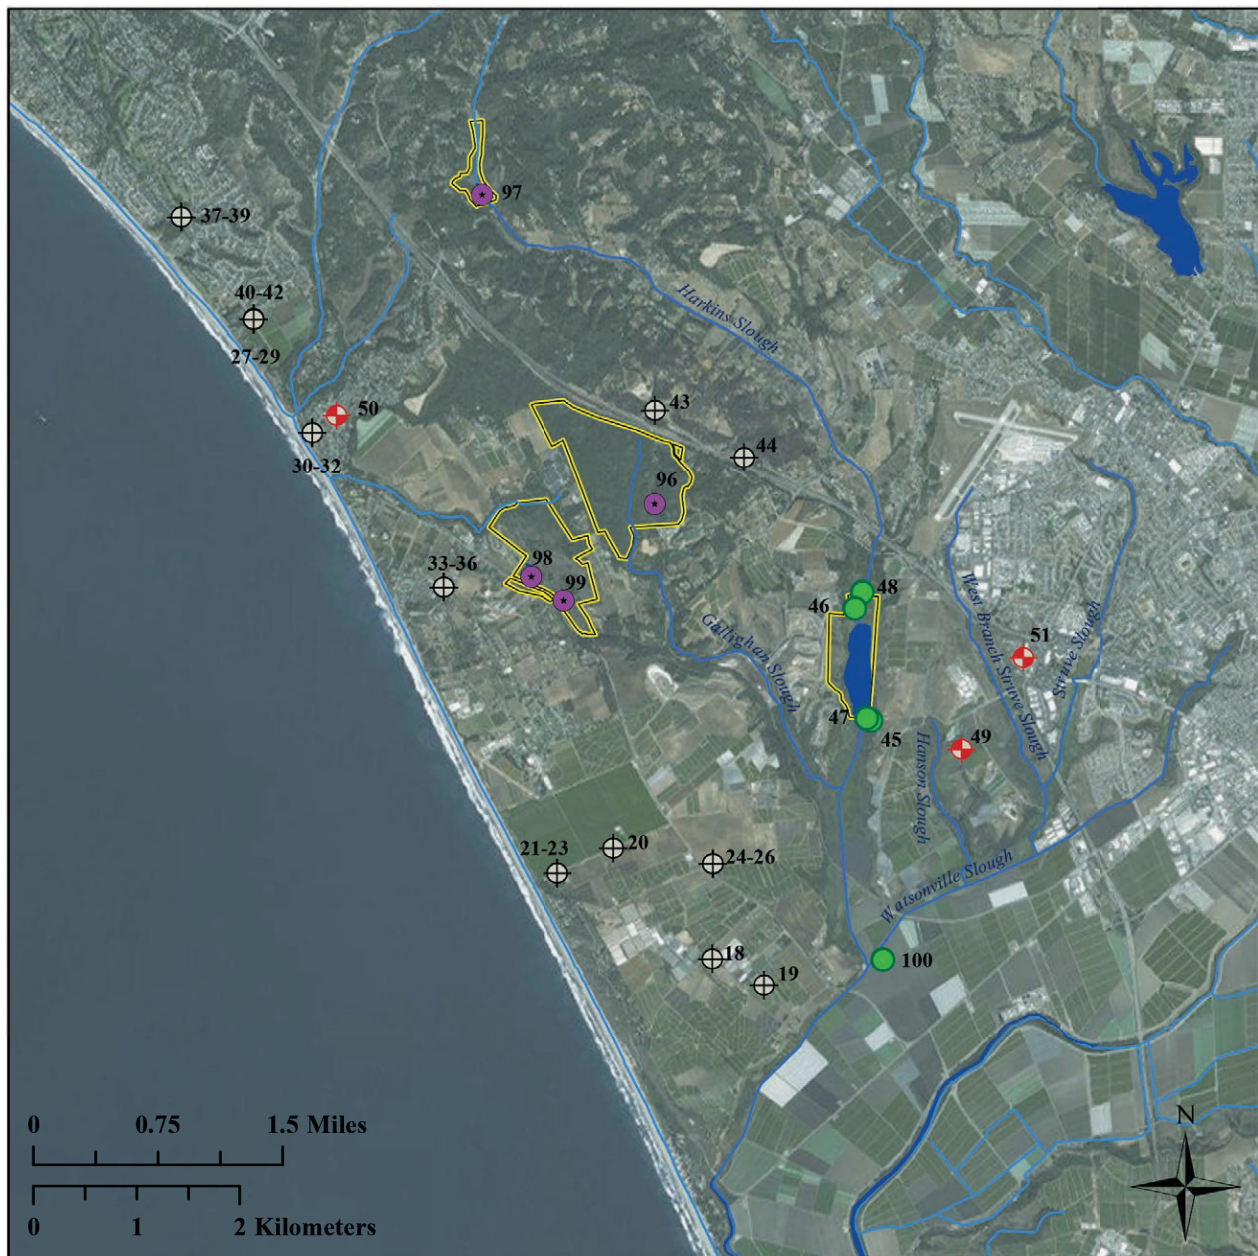 97
37-39
40-42
Harkins Slough
27-29
43
50
44
30-32
96
33-36
98
99
48
46
West Branch Struve Slough
Struve Slough
51
Gallighan Slough
47
45
49
Hanson Slough
20
21-23
24-26
Watsonville Slough
18
100
19
0 0.75 1.5 Miles
N
0 1 2 Kilometers